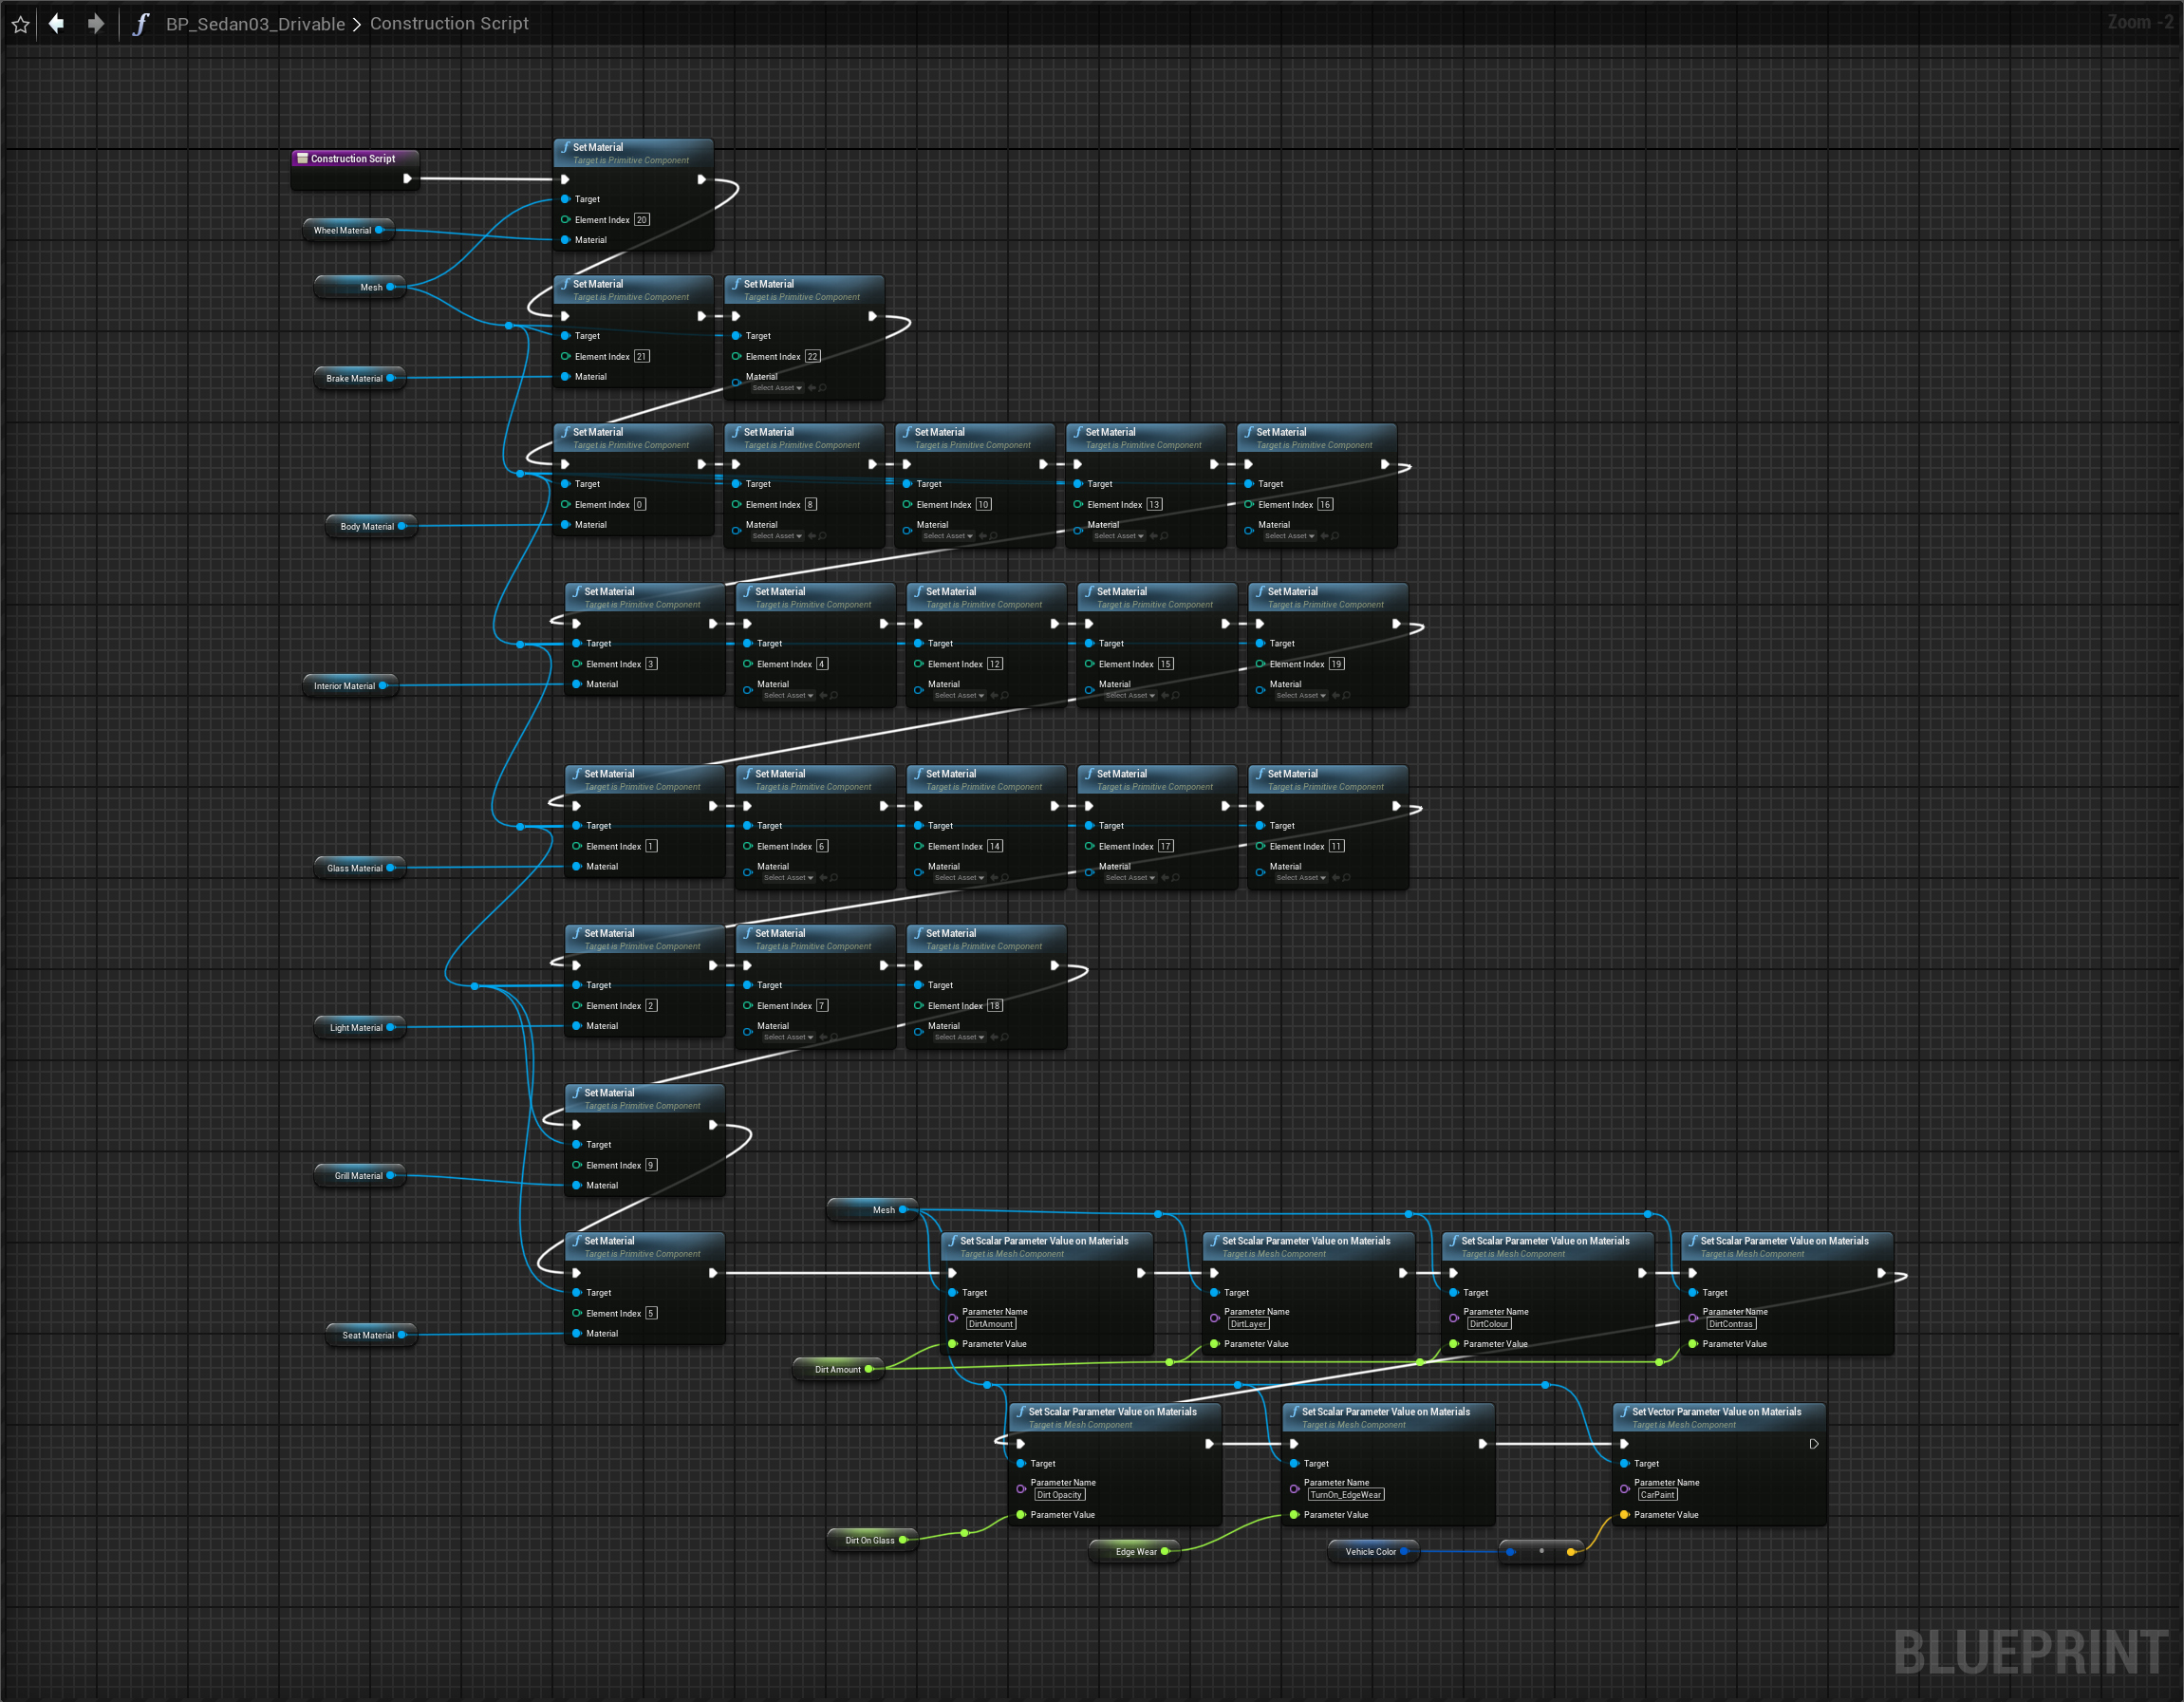 BP_Sedan03_Drivable > Construction Script
Zoom -2
Construction Script
Set Material
Target is Primitive Component
Target
Element Index 20
Material
Wheel Material
Mesh
Set Material
Target is Primitive Component
Target
Element Index 21
Material
Set Material
Target is Primitive Component
Target
Element Index 22
Material
Select Asset
Brake Material
Set Material
Target is Primitive Component
Target
Element Index 0
Material
Set Material
Target is Primitive Component
Target
Element Index 8
Material
Select Asset
Set Material
Target is Primitive Component
Target
Element Index 10
Material
Select Asset
Set Material
Target is Primitive Component
Target
Element Index 13
Material
Select Asset
Set Material
Target is Primitive Component
Target
Element Index 16
Material
Select Asset
Body Material
Set Material
Target is Primitive Component
Target
Element Index 3
Material
Set Material
Target is Primitive Component
Target
Element Index 4
Material
Select Asset
Set Material
Target is Primitive Component
Target
Element Index 12
Material
Select Asset
Set Material
Target is Primitive Component
Target
Element Index 15
Material
Select Asset
Set Material
Target is Primitive Component
Target
Element Index 19
Material
Select Asset
Interior Material
Set Material
Target is Primitive Component
Target
Element Index 1
Material
Set Material
Target is Primitive Component
Target
Element Index 6
Material
Select Asset
Set Material
Target is Primitive Component
Target
Element Index 14
Material
Select Asset
Set Material
Target is Primitive Component
Target
Element Index 17
Material
Select Asset
Set Material
Target is Primitive Component
Target
Element Index 11
Material
Select Asset
Glass Material
Set Material
Target is Primitive Component
Target
Element Index 2
Material
Set Material
Target is Primitive Component
Target
Element Index 7
Material
Select Asset
Set Material
Target is Primitive Component
Target
Element Index 18
Material
Select Asset
Light Material
Set Material
Target is Primitive Component
Target
Element Index 9
Material
Grill Material
Mesh
Set Material
Target is Primitive Component
Target
Element Index 5
Material
Seat Material
Set Scalar Parameter Value on Materials
Target is Mesh Component
Target
Parameter Name
DirtAmount
Parameter Value
Set Scalar Parameter Value on Materials
Target is Mesh Component
Target
Parameter Name
DirtLayer
Parameter Value
Set Scalar Parameter Value on Materials
Target is Mesh Component
Target
Parameter Name
DirtColour
Parameter Value
Set Scalar Parameter Value on Materials
Target is Mesh Component
Target
Parameter Name
DirtContras
Parameter Value
Dirt Amount
Set Scalar Parameter Value on Materials
Target is Mesh Component
Target
Parameter Name
Dirt Opacity
Parameter Value
Set Scalar Parameter Value on Materials
Target is Mesh Component
Target
Parameter Name
TurnOn_EdgeWear
Parameter Value
Set Vector Parameter Value on Materials
Target is Mesh Component
Target
Parameter Name
CarPaint
Parameter Value
Dirt On Glass
Edge Wear
Vehicle Color
BLUEPRINT